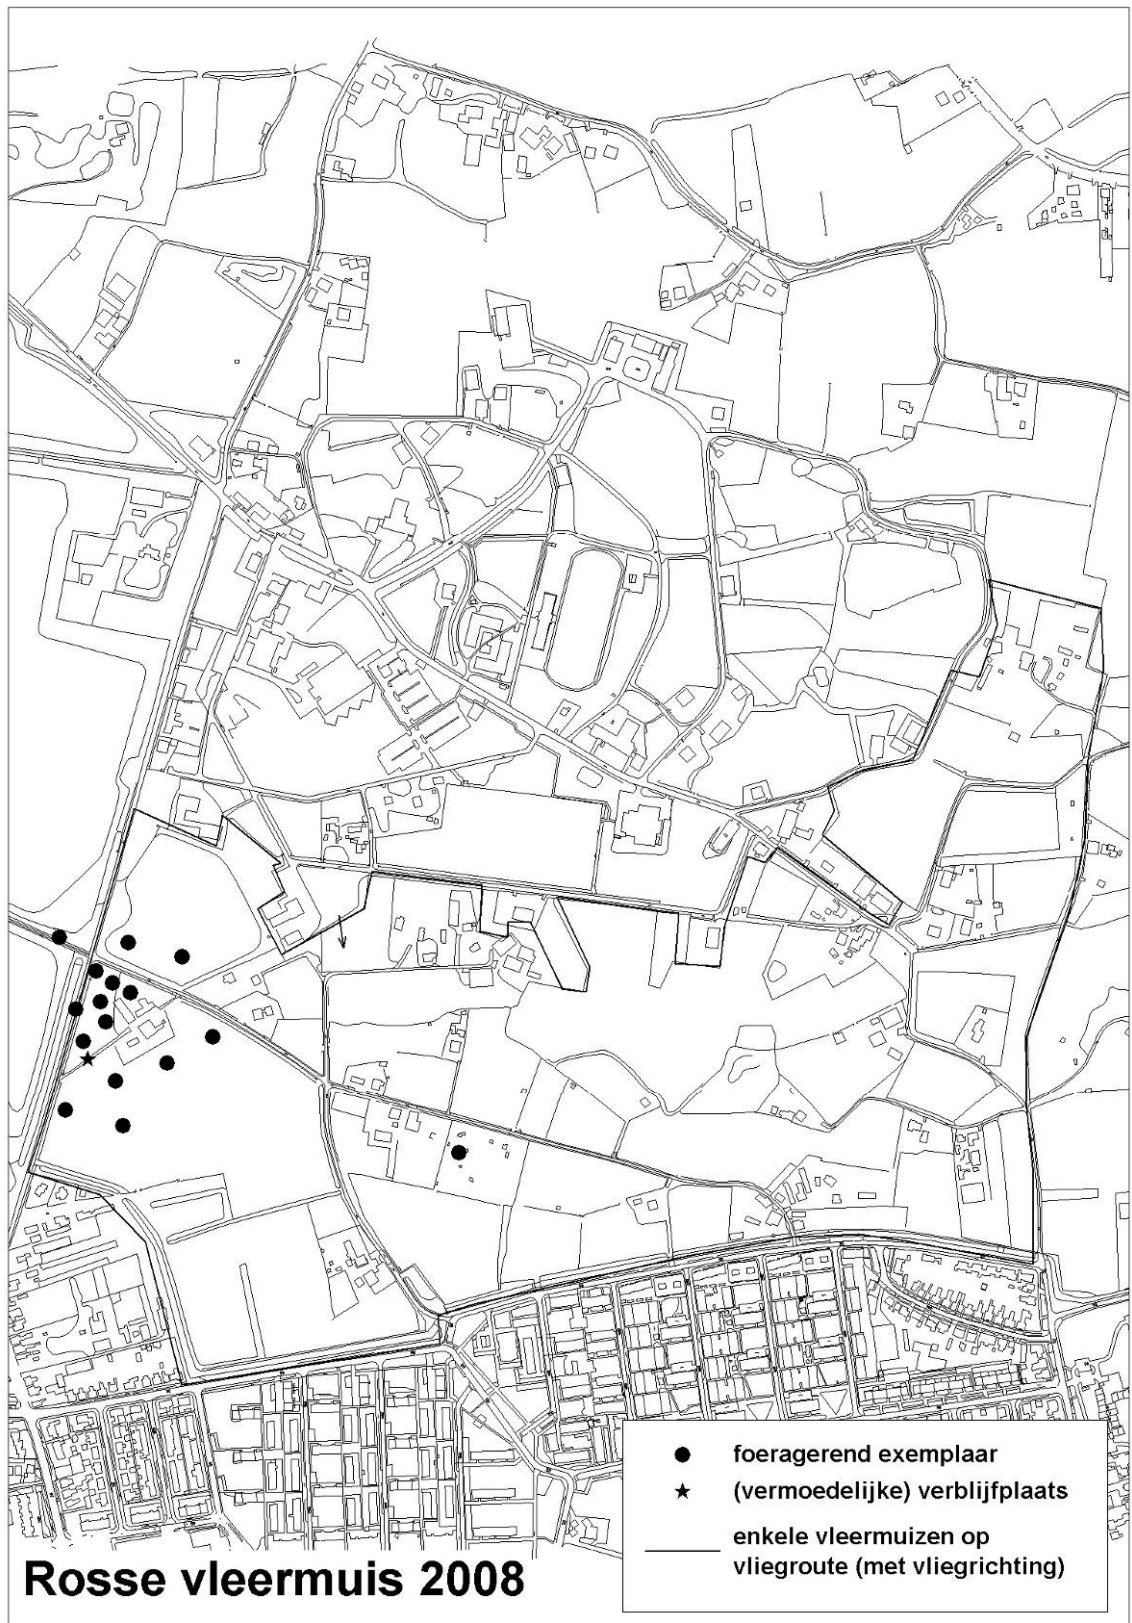 foeragerend exemplaar
(vermoedelijke) verblijfplaats
enkele vleermuizen op
vliegroute (met vliegrichting)
Rosse vleermuis 2008